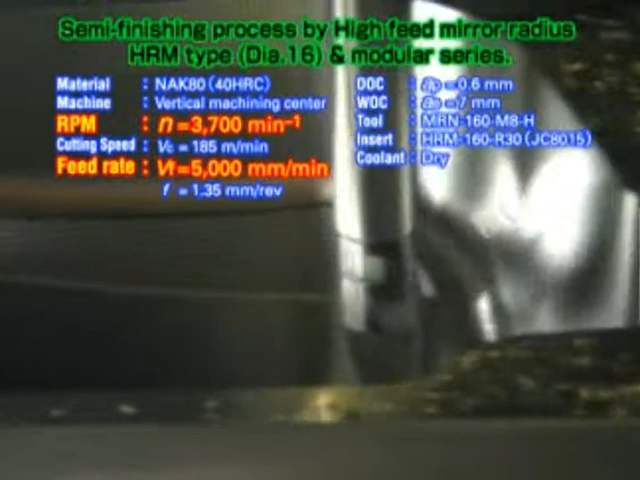 Semi-finishing process by High feed mirror radius
HRM type (Dia.16) & modular series.
Material : NAK80 (40HRC)
Machine : Vertical machining center
RPM : n =3,700 min-1
Cutting Speed : Vc = 185 m/min
Feed rate : Vf=5,000 mm/min
f = 1.35 mm/rev
DOC : ap =0.6 mm
WOC : ae = 7 mm
Tool : MRN-160-M8-H
Insert : HRM-160-R30 (JC8015)
Coolant : Dry